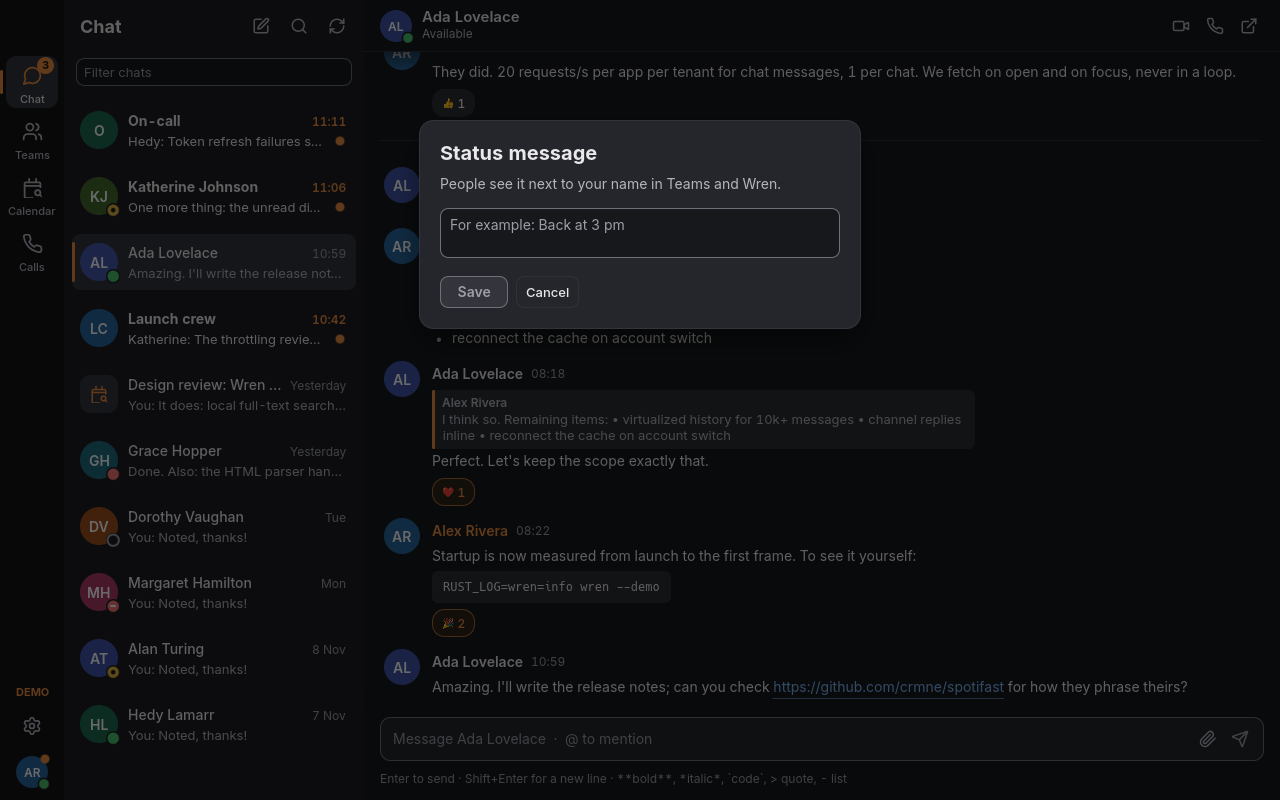 Chat
Filter chats
3
Chat
Teams
Calendar
Calls
DEMO
AR
O
On-call
11:11
Hedy: Token refresh failures s...
KJ
Katherine Johnson
11:06
One more thing: the unread di...
AL
Ada Lovelace
10:59
Amazing. I'll write the release not...
LC
Launch crew
10:42
Katherine: The throttling revie...
Design review: Wren ...
Yesterday
You: It does: local full-text search...
GH
Grace Hopper
Yesterday
Done. Also: the HTML parser han...
DV
Dorothy Vaughan
Tue
You: Noted, thanks!
MH
Margaret Hamilton
Mon
You: Noted, thanks!
AT
Alan Turing
8 Nov
You: Noted, thanks!
HL
Hedy Lamarr
7 Nov
You: Noted, thanks!
AL
Ada Lovelace
Available
AR
They did. 20 requests/s per app per tenant for chat messages, 1 per chat. We fetch on open and on focus, never in a loop.
👍 1
AL
AR
Status message
People see it next to your name in Teams and Wren.
For example: Back at 3 pm
Save
Cancel
• reconnect the cache on account switch
AL
Ada Lovelace 08:18
Alex Rivera
I think so. Remaining items: • virtualized history for 10k+ messages • channel replies
inline • reconnect the cache on account switch
Perfect. Let's keep the scope exactly that.
❤️ 1
AR
Alex Rivera 08:22
Startup is now measured from launch to the first frame. To see it yourself:
RUST_LOG=wren=info wren --demo
🎉 2
AL
Ada Lovelace 10:59
Amazing. I'll write the release notes; can you check https://github.com/crmne/spotifast for how they phrase theirs?
Message Ada Lovelace · @ to mention
Enter to send · Shift+Enter for a new line · **bold**, *italic*, `code`, > quote, - list